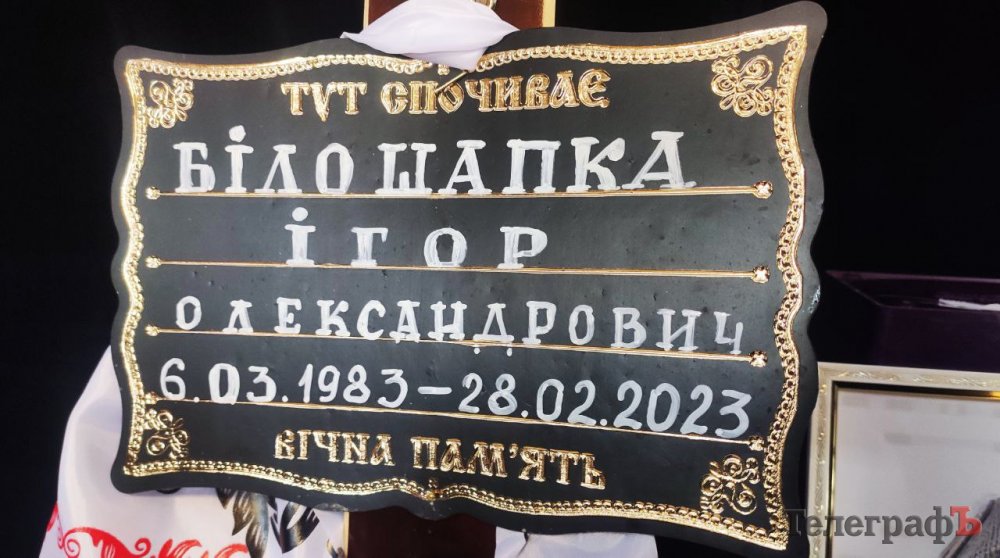 ТУТ СПОЧИВАЄ
БІЛОШАПКА
ІГОР
ОЛЕКСАНДРОВИЧ
6.03.1983 – 28.02.2023
ВІЧНА ПАМ'ЯТЬ
ТелеграфЪ